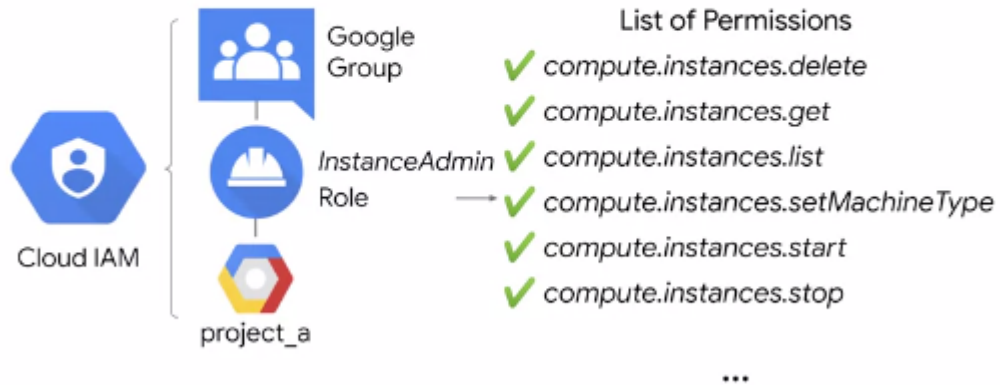 Google
Group
Cloud IAM
InstanceAdmin
Role
project_a
List of Permissions
compute.instances.delete
compute.instances.get
compute.instances.list
compute.instances.setMachineType
compute.instances.start
compute.instances.stop
...